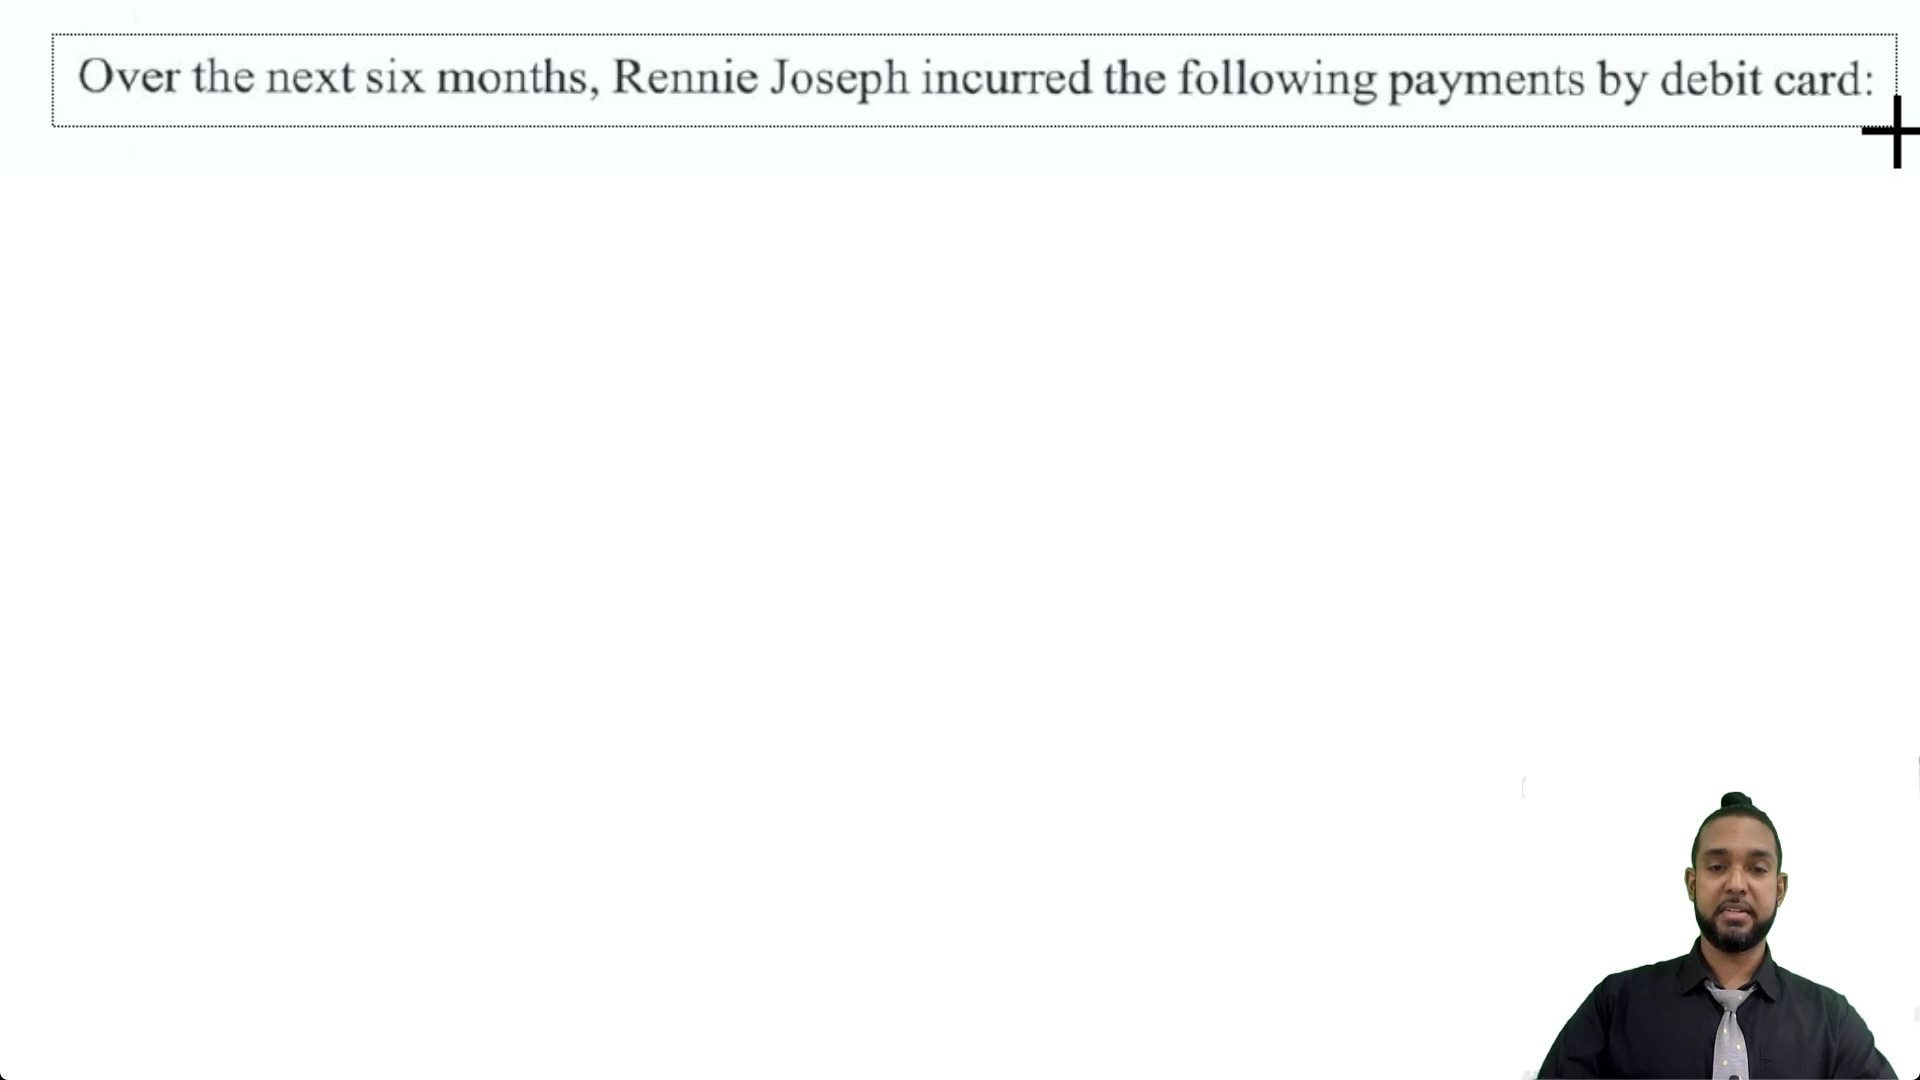 Over the next six months, Rennie Joseph incurred the following payments by debit card: